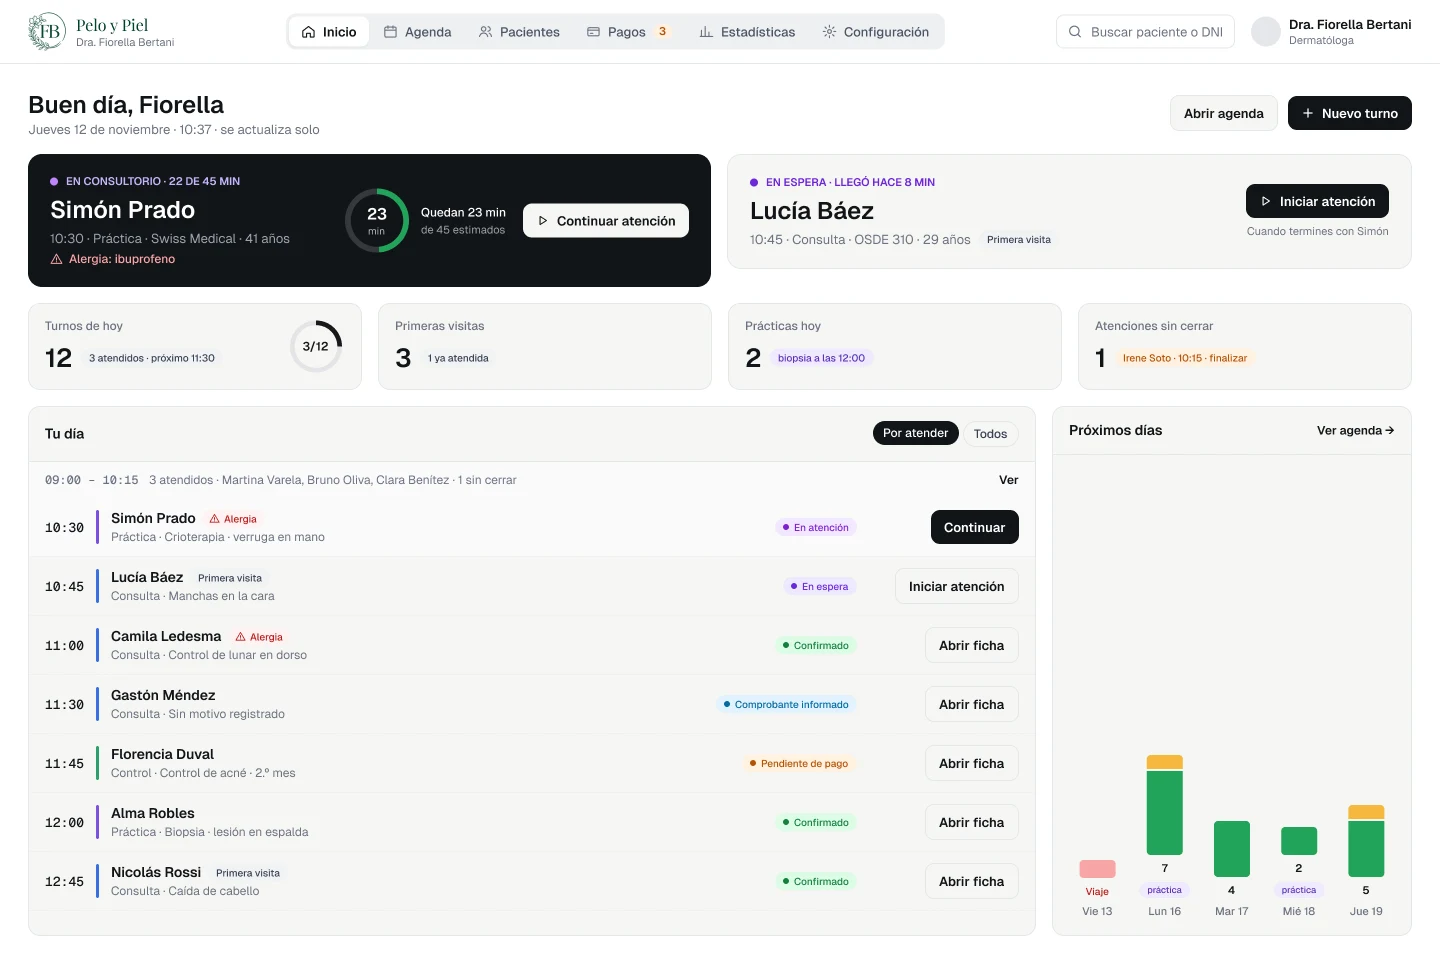 FB
Pelo y Piel
Dra. Fiorella Bertani
Inicio
Agenda
Pacientes
Pagos 3
Estadísticas
Configuración
Buscar paciente o DNI
Dra. Fiorella Bertani
Dermatóloga
Buen día, Fiorella
Jueves 12 de noviembre · 10:37 · se actualiza solo
Abrir agenda
+ Nuevo turno
EN CONSULTORIO · 22 DE 45 MIN
Simón Prado
10:30 · Práctica · Swiss Medical · 41 años
Alergia: ibuprofeno
23
min
Quedan 23 min
de 45 estimados
Continuar atención
EN ESPERA · LLEGÓ HACE 8 MIN
Lucía Báez
10:45 · Consulta · OSDE 310 · 29 años Primera visita
Iniciar atención
Cuando termines con Simón
Turnos de hoy
12 3 atendidos · próximo 11:30
3/12
Primeras visitas
3 1 ya atendida
Prácticas hoy
2 biopsia a las 12:00
Atenciones sin cerrar
1 Irene Soto · 10:15 · finalizar
Tu día
Por atender
Todos
09:00 – 10:15 3 atendidos · Martina Varela, Bruno Oliva, Clara Benítez · 1 sin cerrar
Ver
10:30
Simón Prado Alergia
Práctica · Crioterapia · verruga en mano
En atención
Continuar
10:45
Lucía Báez Primera visita
Consulta · Manchas en la cara
En espera
Iniciar atención
11:00
Camila Ledesma Alergia
Consulta · Control de lunar en dorso
Confirmado
Abrir ficha
11:30
Gastón Méndez
Consulta · Sin motivo registrado
Comprobante informado
Abrir ficha
11:45
Florencia Duval
Control · Control de acné · 2.º mes
Pendiente de pago
Abrir ficha
12:00
Alma Robles
Práctica · Biopsia · lesión en espalda
Confirmado
Abrir ficha
12:45
Nicolás Rossi Primera visita
Consulta · Caída de cabello
Confirmado
Abrir ficha
Próximos días
Ver agenda →
7 2
4 5
Viaje práctica práctica
Vie 13 Lun 16 Mar 17 Mié 18 Jue 19